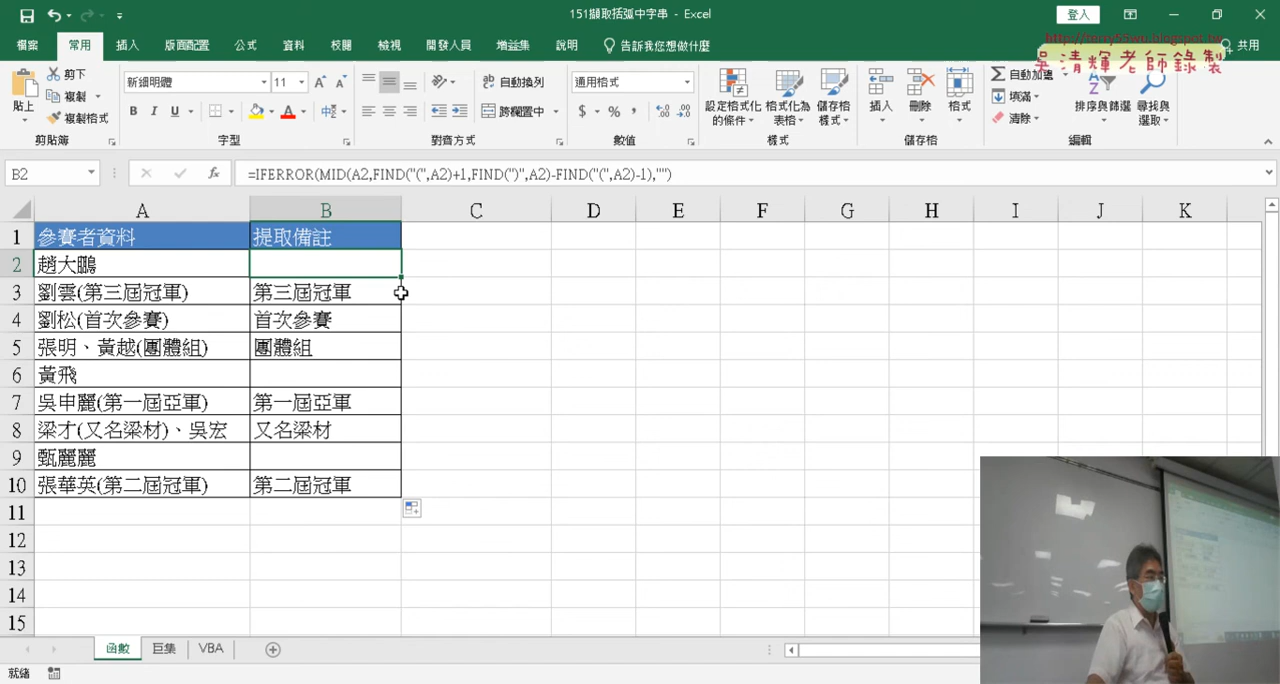 151擷取括弧中字串 - Excel
登入
http://terry55wu.blogspot.tw
吳清輝老師錄製
檔案 常用 插入 版面配置 公式 資料 校閱 檢視 開發人員 增益集 說明 告訴我您想做什麼 共用
貼上 剪下 複製 複製格式
新細明體 11
B I U
自動換列
跨欄置中
通用格式
$ % ,
設定格式化的條件 格式化為表格 儲存格樣式
插入 刪除 格式
自動加總
填滿
清除
排序與篩選 尋找與選取
剪貼簿 字型 對齊方式 數值 樣式 儲存格 編輯
B2 fx =IFERROR(MID(A2,FIND("(",A2)+1,FIND(")",A2)-FIND("(",A2)-1),"")
A B C D E F G H I J K
1 參賽者資料 提取備註
2 趙大鵬
3 劉雲(第三屆冠軍) 第三屆冠軍
4 劉松(首次參賽) 首次參賽
5 張明、黃越(團體組) 團體組
6 黃飛
7 吳申麗(第一屆亞軍) 第一屆亞軍
8 梁才(又名梁材)、吳宏 又名梁材
9 甄麗麗
10 張華英(第二屆冠軍) 第二屆冠軍
11
12
13
14
15
函數 巨集 VBA
就緒